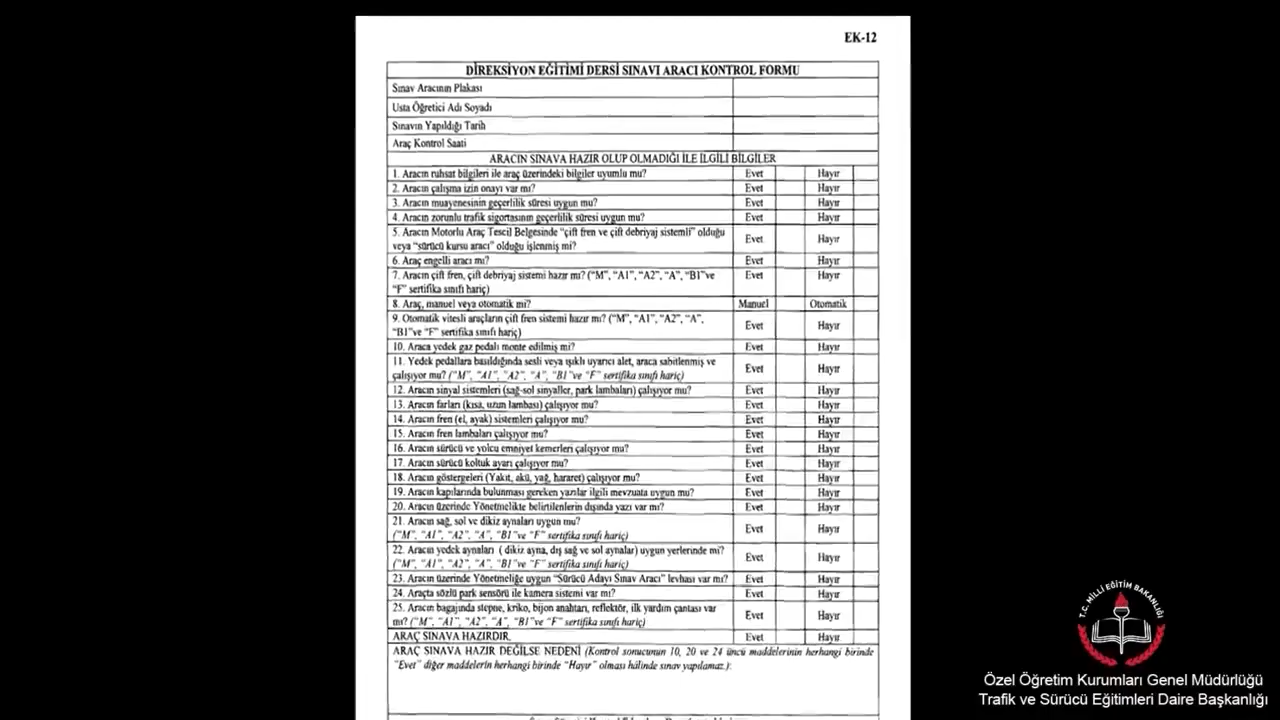 EK-12
DİREKSİYON EĞİTİMİ DERSİ SINAVI ARACI KONTROL FORMU
Sınav Aracının Plakası
Usta Öğretici Adı Soyadı
Sınavın Yapıldığı Tarih
Araç Kontrol Saati
ARACIN SINAVA HAZIR OLUP OLMADIĞI İLE İLGİLİ BİLGİLER
1. Aracın ruhsat bilgileri ile araç üzerindeki bilgiler uyumlu mu? Evet Hayır
2. Aracın çalışma izin onayı var mı? Evet Hayır
3. Aracın muayenesinin geçerlilik süresi uygun mu? Evet Hayır
4. Aracın zorunlu trafik sigortasının geçerlilik süresi uygun mu? Evet Hayır
5. Aracın Motorlu Araç Tescil Belgesinde "çift fren ve çift debriyaj sistemli" olduğu
veya "sürücü kursu aracı" olduğu işlenmiş mi? Evet Hayır
6. Araç engelli aracı mı? Evet Hayır
7. Aracın çift fren, çift debriyaj sistemi hazır mı? ("M", "A1", "A2", "A", "B1"ve Evet Hayır
"F" sertifika sınıfı hariç)
8. Araç, manuel veya otomatik mi? Manuel Otomatik
9. Otomatik vitesli araçların çift fren sistemi hazır mı? ("M", "A1", "A2", "A",
"B1"ve "F" sertifika sınıfı hariç) Evet Hayır
10. Araca yedek gaz pedalı monte edilmiş mi? Evet Hayır
11. Yedek pedallara basıldığında sesli veya ışıklı uyarıcı alet, araca sabitlenmiş ve
çalışıyor mu? ("M", "A1", "A2", "A", "B1"ve "F" sertifika sınıfı hariç) Evet Hayır
12. Aracın sinyal sistemleri (sağ-sol sinyaller, park lambaları) çalışıyor mu? Evet Hayır
13. Aracın farları (kısa, uzun lambası) çalışıyor mu? Evet Hayır
14. Aracın fren (el, ayak) sistemleri çalışıyor mu? Evet Hayır
15. Aracın fren lambaları çalışıyor mu? Evet Hayır
16. Aracın sürücü ve yolcu emniyet kemerleri çalışıyor mu? Evet Hayır
17. Aracın sürücü koltuk ayarı çalışıyor mu? Evet Hayır
18. Aracın göstergeleri (Yakıt, akü, yağ, hararet) çalışıyor mu? Evet Hayır
19. Aracın kapılarında bulunması gereken yazılar ilgili mevzuata uygun mu? Evet Hayır
20. Aracın üzerinde Yönetmelikte belirtilenlerin dışında yazı var mı? Evet Hayır
21. Aracın sağ, sol ve dikiz aynaları uygun mu?
("M", "A1", "A2", "A", "B1"ve "F" sertifika sınıfı hariç) Evet Hayır
22. Aracın yedek aynaları ( dikiz ayna, dış sağ ve sol aynalar) uygun yerlerinde mi?
("M", "A1", "A2", "A", "B1"ve "F" sertifika sınıfı hariç) Evet Hayır
23. Aracın üzerinde Yönetmeliğe uygun "Sürücü Adayı Sınav Aracı" levhası var mı? Evet Hayır
24. Araçta sözlü park sensörü ile kamera sistemi var mı? Evet Hayır
25. Aracın bagajında stepne, kriko, bijon anahtarı, reflektör, ilk yardım çantası var
mı? ("M", "A1", "A2", "A", "B1"ve "F" sertifika sınıfı hariç) Evet Hayır
ARAÇ SINAVA HAZIRDIR. Evet Hayır
ARAÇ SINAVA HAZIR DEĞİLSE NEDENİ (Kontrol sonucunun 10, 20 ve 24 üncü maddelerinin herhangi birinde
"Evet" diğer maddelerin herhangi birinde "Hayır" olması hâlinde sınav yapılamaz.):
T.C. MİLLİ EĞİTİM BAKANLIĞI
Özel Öğretim Kurumları Genel Müdürlüğü
Trafik ve Sürücü Eğitimleri Daire Başkanlığı